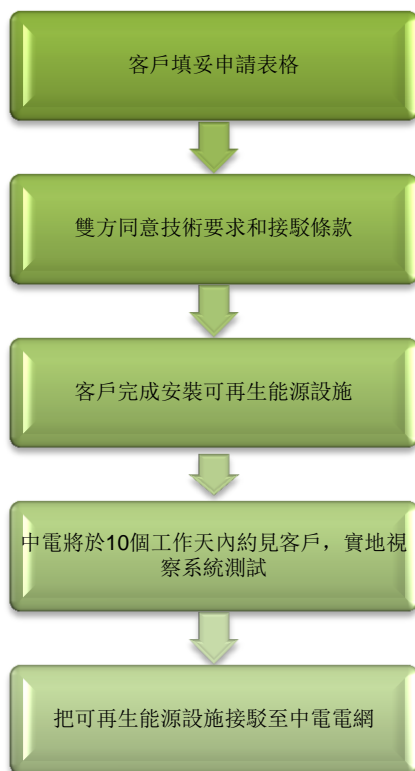 客戶填妥申請表格
雙方同意技術要求和接駁條款
客戶完成安裝可再生能源設施
中電將於10個工作天內約見客戶，實地視
察系統測試
把可再生能源設施接駁至中電電網